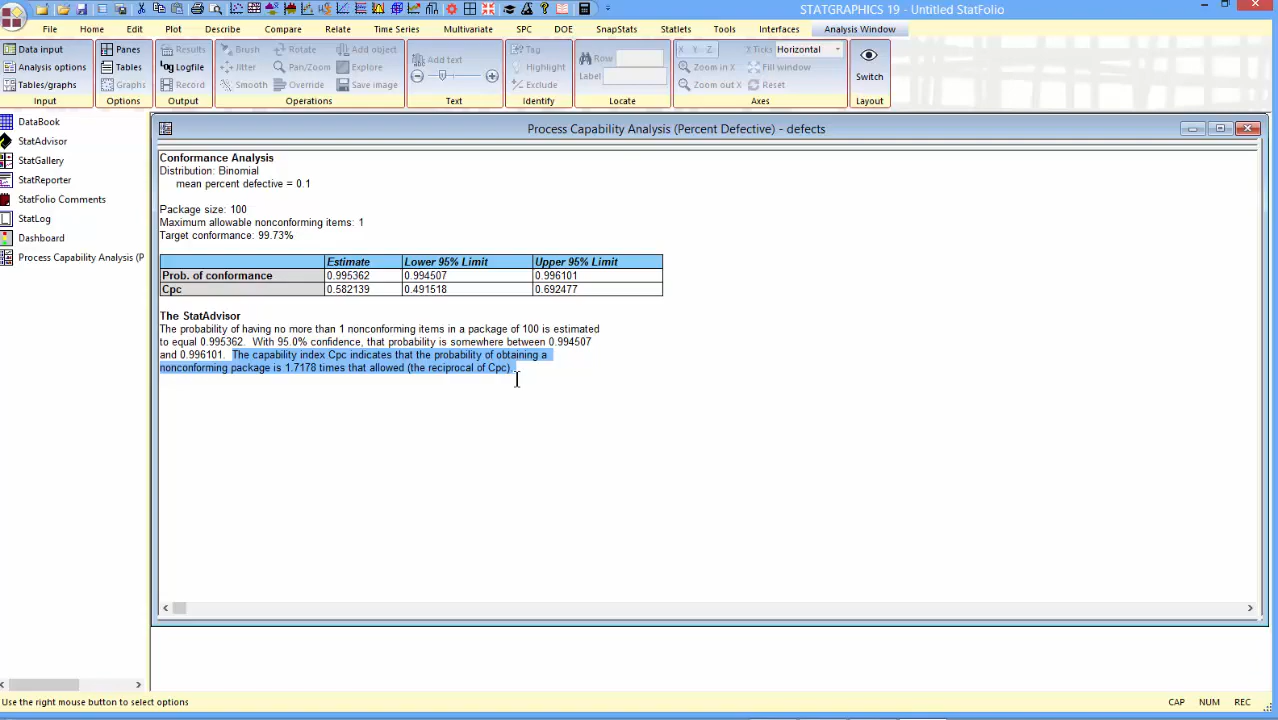 STATGRAPHICS 19 - Untitled StatFolio
File Home Edit Plot Describe Compare Relate Time Series Multivariate DOE SnapStats Statlets Tools Interfaces Analysis Window
Data input Panes Results Brush Rotate Add object Add text Tag Row X Y Z X Ticks Horizontal
Analysis options Tables Logfile Jitter Pan/Zoom Explore Highlight Label Zoom in X Fill window
Tables/graphs Graphs Record Smooth Override Save image Exclude Zoom out X Reset Switch
Input Options Output Operations Text Identify Locate Axes Layout
DataBook
StatAdvisor
StatGallery
StatReporter
StatFolio Comments
StatLog
Dashboard
Process Capability Analysis (P
Process Capability Analysis (Percent Defective) - defects
Conformance Analysis
Distribution: Binomial
mean percent defective = 0.1
Package size: 100
Maximum allowable nonconforming items: 1
Target conformance: 99.73%
Estimate Lower 95% Limit Upper 95% Limit
Prob. of conformance 0.995362 0.994507 0.996101
Cpc 0.582139 0.491518 0.692477
The StatAdvisor
The probability of having no more than 1 nonconforming items in a package of 100 is estimated
to equal 0.995362. With 95.0% confidence, that probability is somewhere between 0.994507
and 0.996101. The capability index Cpc indicates that the probability of obtaining a
nonconforming package is 1.7178 times that allowed (the reciprocal of Cpc).
Use the right mouse button to select options
CAP NUM REC